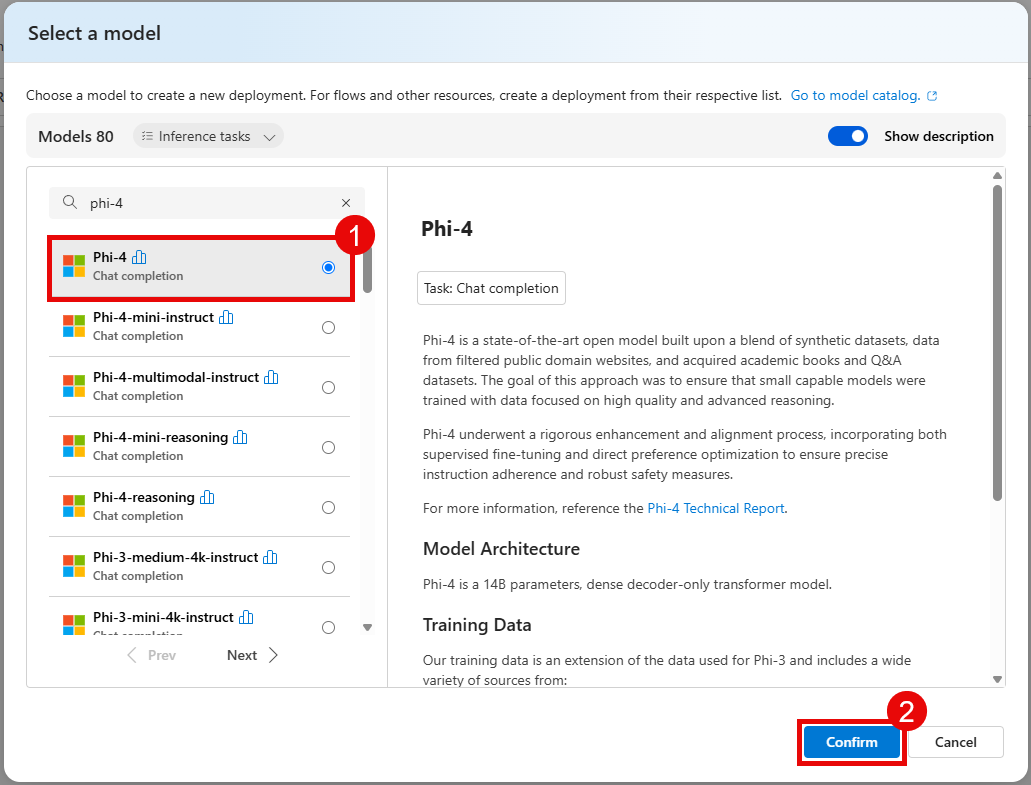 Select a model
Choose a model to create a new deployment. For flows and other resources, create a deployment from their respective list. Go to model catalog.
Models 80 Inference tasks Show description
phi-4
1
Phi-4
Chat completion
Phi-4-mini-instruct
Chat completion
Phi-4-multimodal-instruct
Chat completion
Phi-4-mini-reasoning
Chat completion
Phi-4-reasoning
Chat completion
Phi-3-medium-4k-instruct
Chat completion
Phi-3-mini-4k-instruct
Chat completion
Prev Next
Phi-4
Task: Chat completion
Phi-4 is a state-of-the-art open model built upon a blend of synthetic datasets, data
from filtered public domain websites, and acquired academic books and Q&A
datasets. The goal of this approach was to ensure that small capable models were
trained with data focused on high quality and advanced reasoning.
Phi-4 underwent a rigorous enhancement and alignment process, incorporating both
supervised fine-tuning and direct preference optimization to ensure precise
instruction adherence and robust safety measures.
For more information, reference the Phi-4 Technical Report.
Model Architecture
Phi-4 is a 14B parameters, dense decoder-only transformer model.
Training Data
Our training data is an extension of the data used for Phi-3 and includes a wide
variety of sources from:
2
Confirm Cancel